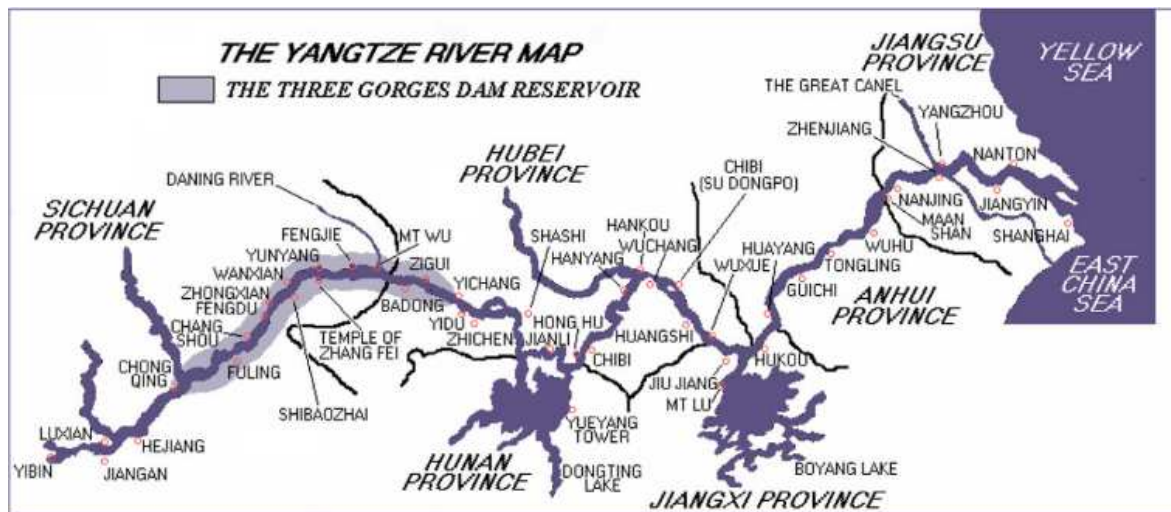 THE YANGTZE RIVER MAP
THE THREE GORGES DAM RESERVOIR
JIANGSU
PROVINCE
YELLOW
SEA
THE GREAT CANEL
YANGZHOU
ZHENJIANG
NANTON
HUBEI
PROVINCE
CHIBI
(SU DONGPO)
DANING RIVER
SICHUAN
PROVINCE
FENGJIE
MT WU
SHASHI
HANKOU
WUCHANG
HANYANG
NANJING
MAAN
SHAN
JIANGYIN
SHANGHAI
YUNYANG
WANXIAN
ZIGUI
YICHANG
WUXUE
HUAYANG
WUHU
TONGLING
GUICHI
ANHUI
PROVINCE
EAST
CHINA
SEA
ZHONGXIAN
FENGDU
BADONG
CHANG
SHOU
TEMPLE OF
ZHANG FEI
YIDU
ZHICHEN
HONG HU
JIANLI
CHIBI
HUANGSHI
HUKOU
CHONG
QING
FULING
SHIBAOZHAI
JIU JIANG
MT LU
LUXIAN
HEJIANG
YIBIN
JIANGAN
YUEYANG
TOWER
HUNAN
PROVINCE
DONGTING
LAKE
BOYANG LAKE
JIANGXI PROVINCE